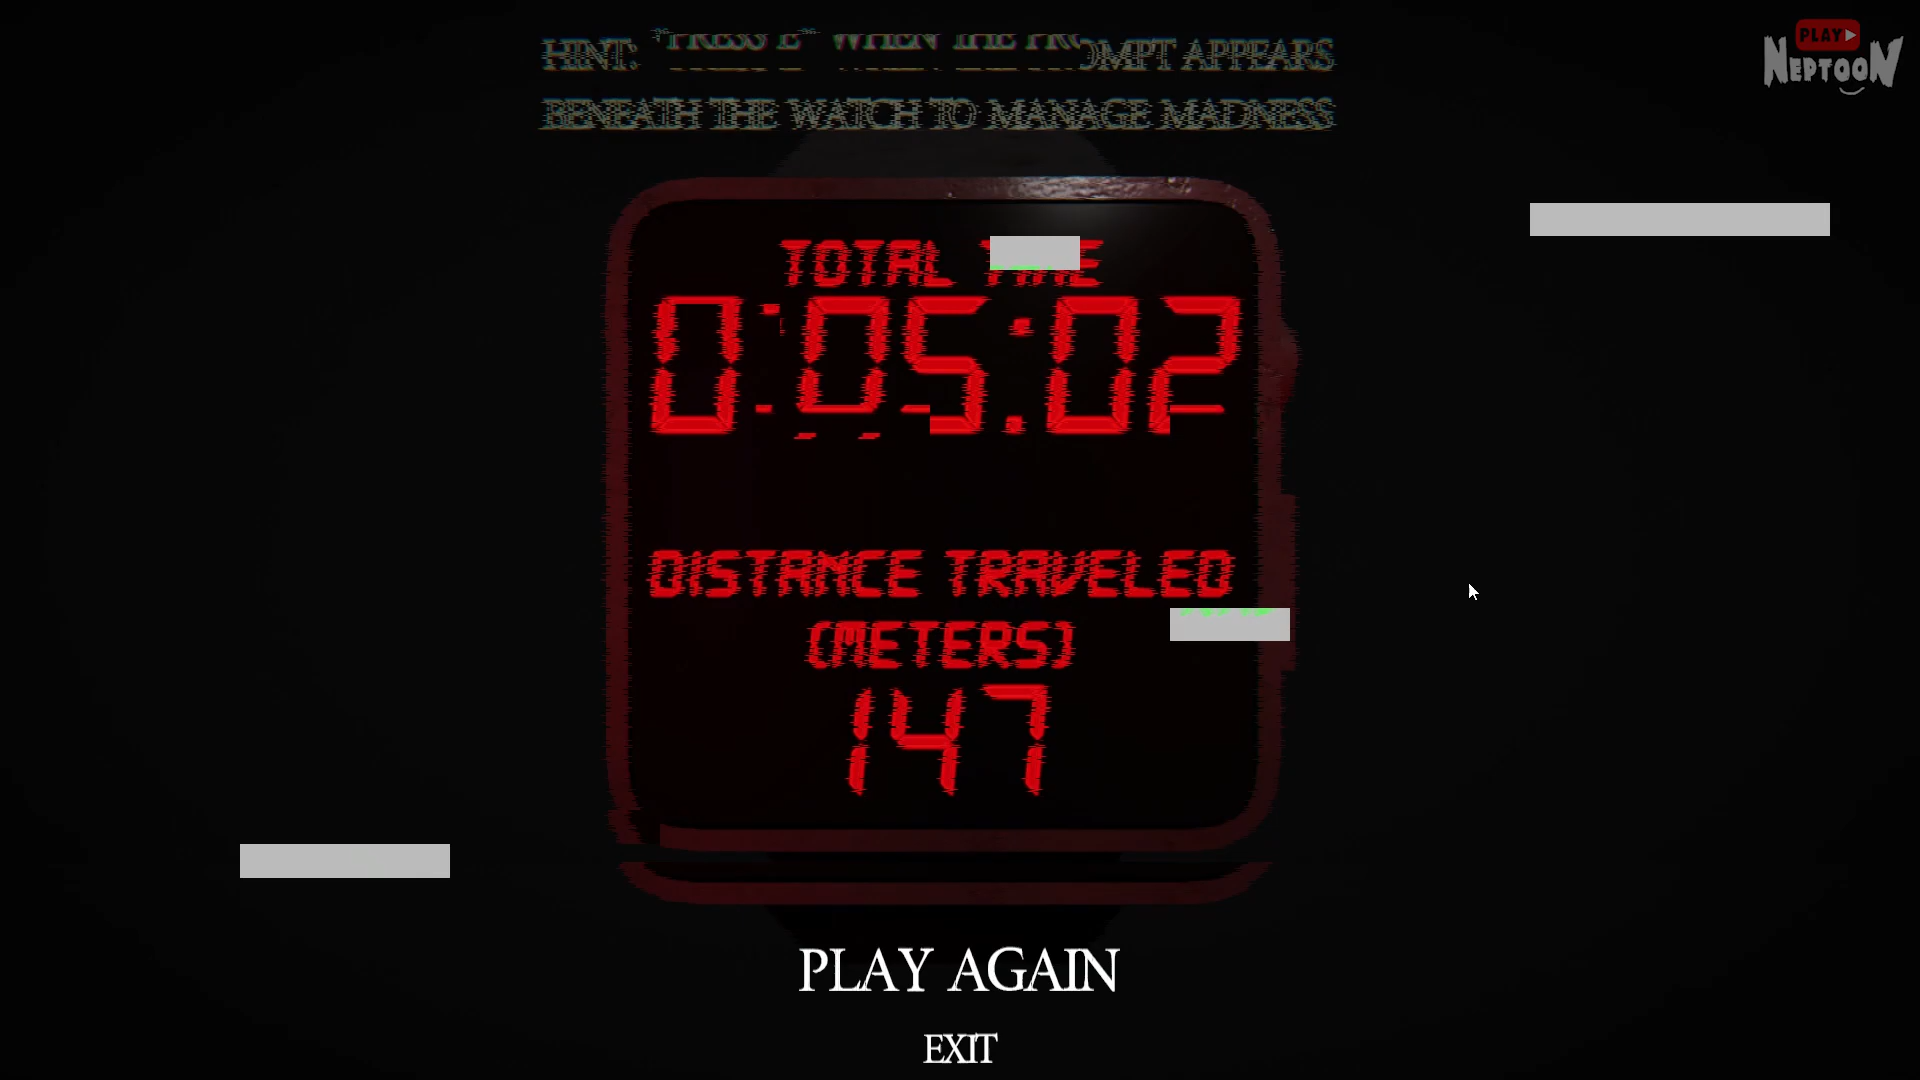 HINT: "PRESS E" WHEN THE PROMPT APPEARS
BENEATH THE WATCH TO MANAGE MADNESS
PLAY
NEPTOON
TOTAL TIME
0:05:02
DISTANCE TRAVELED
(METERS)
147
PLAY AGAIN
EXIT